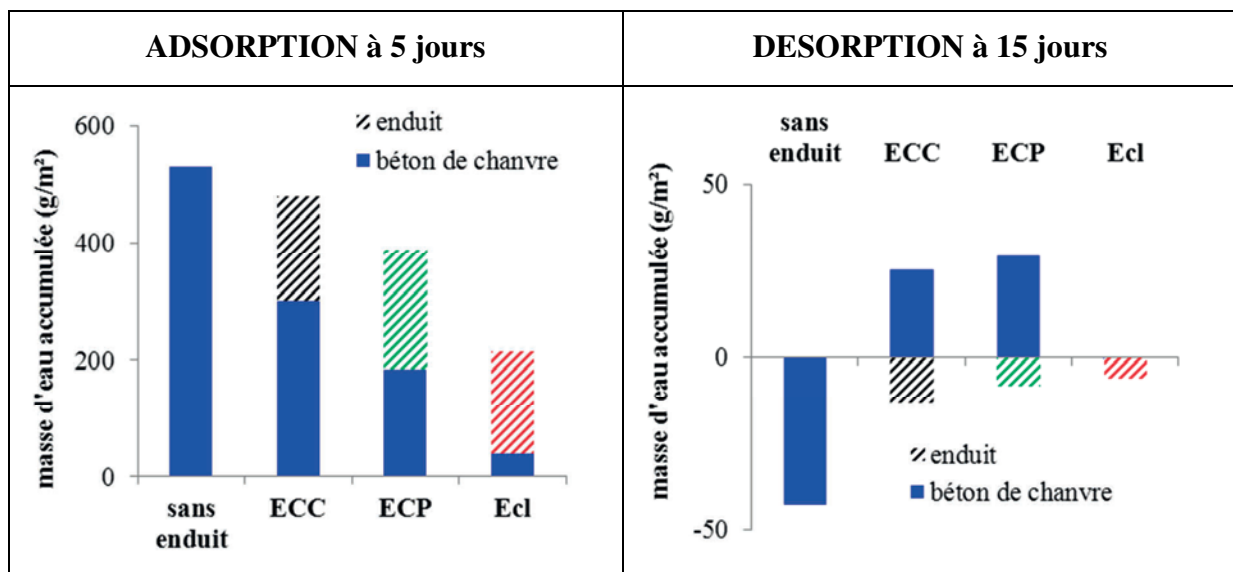 ADSORPTION à 5 jours
DESORPTION à 15 jours
masse d'eau accumulée (g/m²)
600
400
200
0
enduit
béton de chanvre
sans
enduit
ECC
ECP
Ecl
masse d'eau accumulée (g/m²)
sans
enduit
ECC
ECP
Ecl
50
0
-50
enduit
béton de chanvre